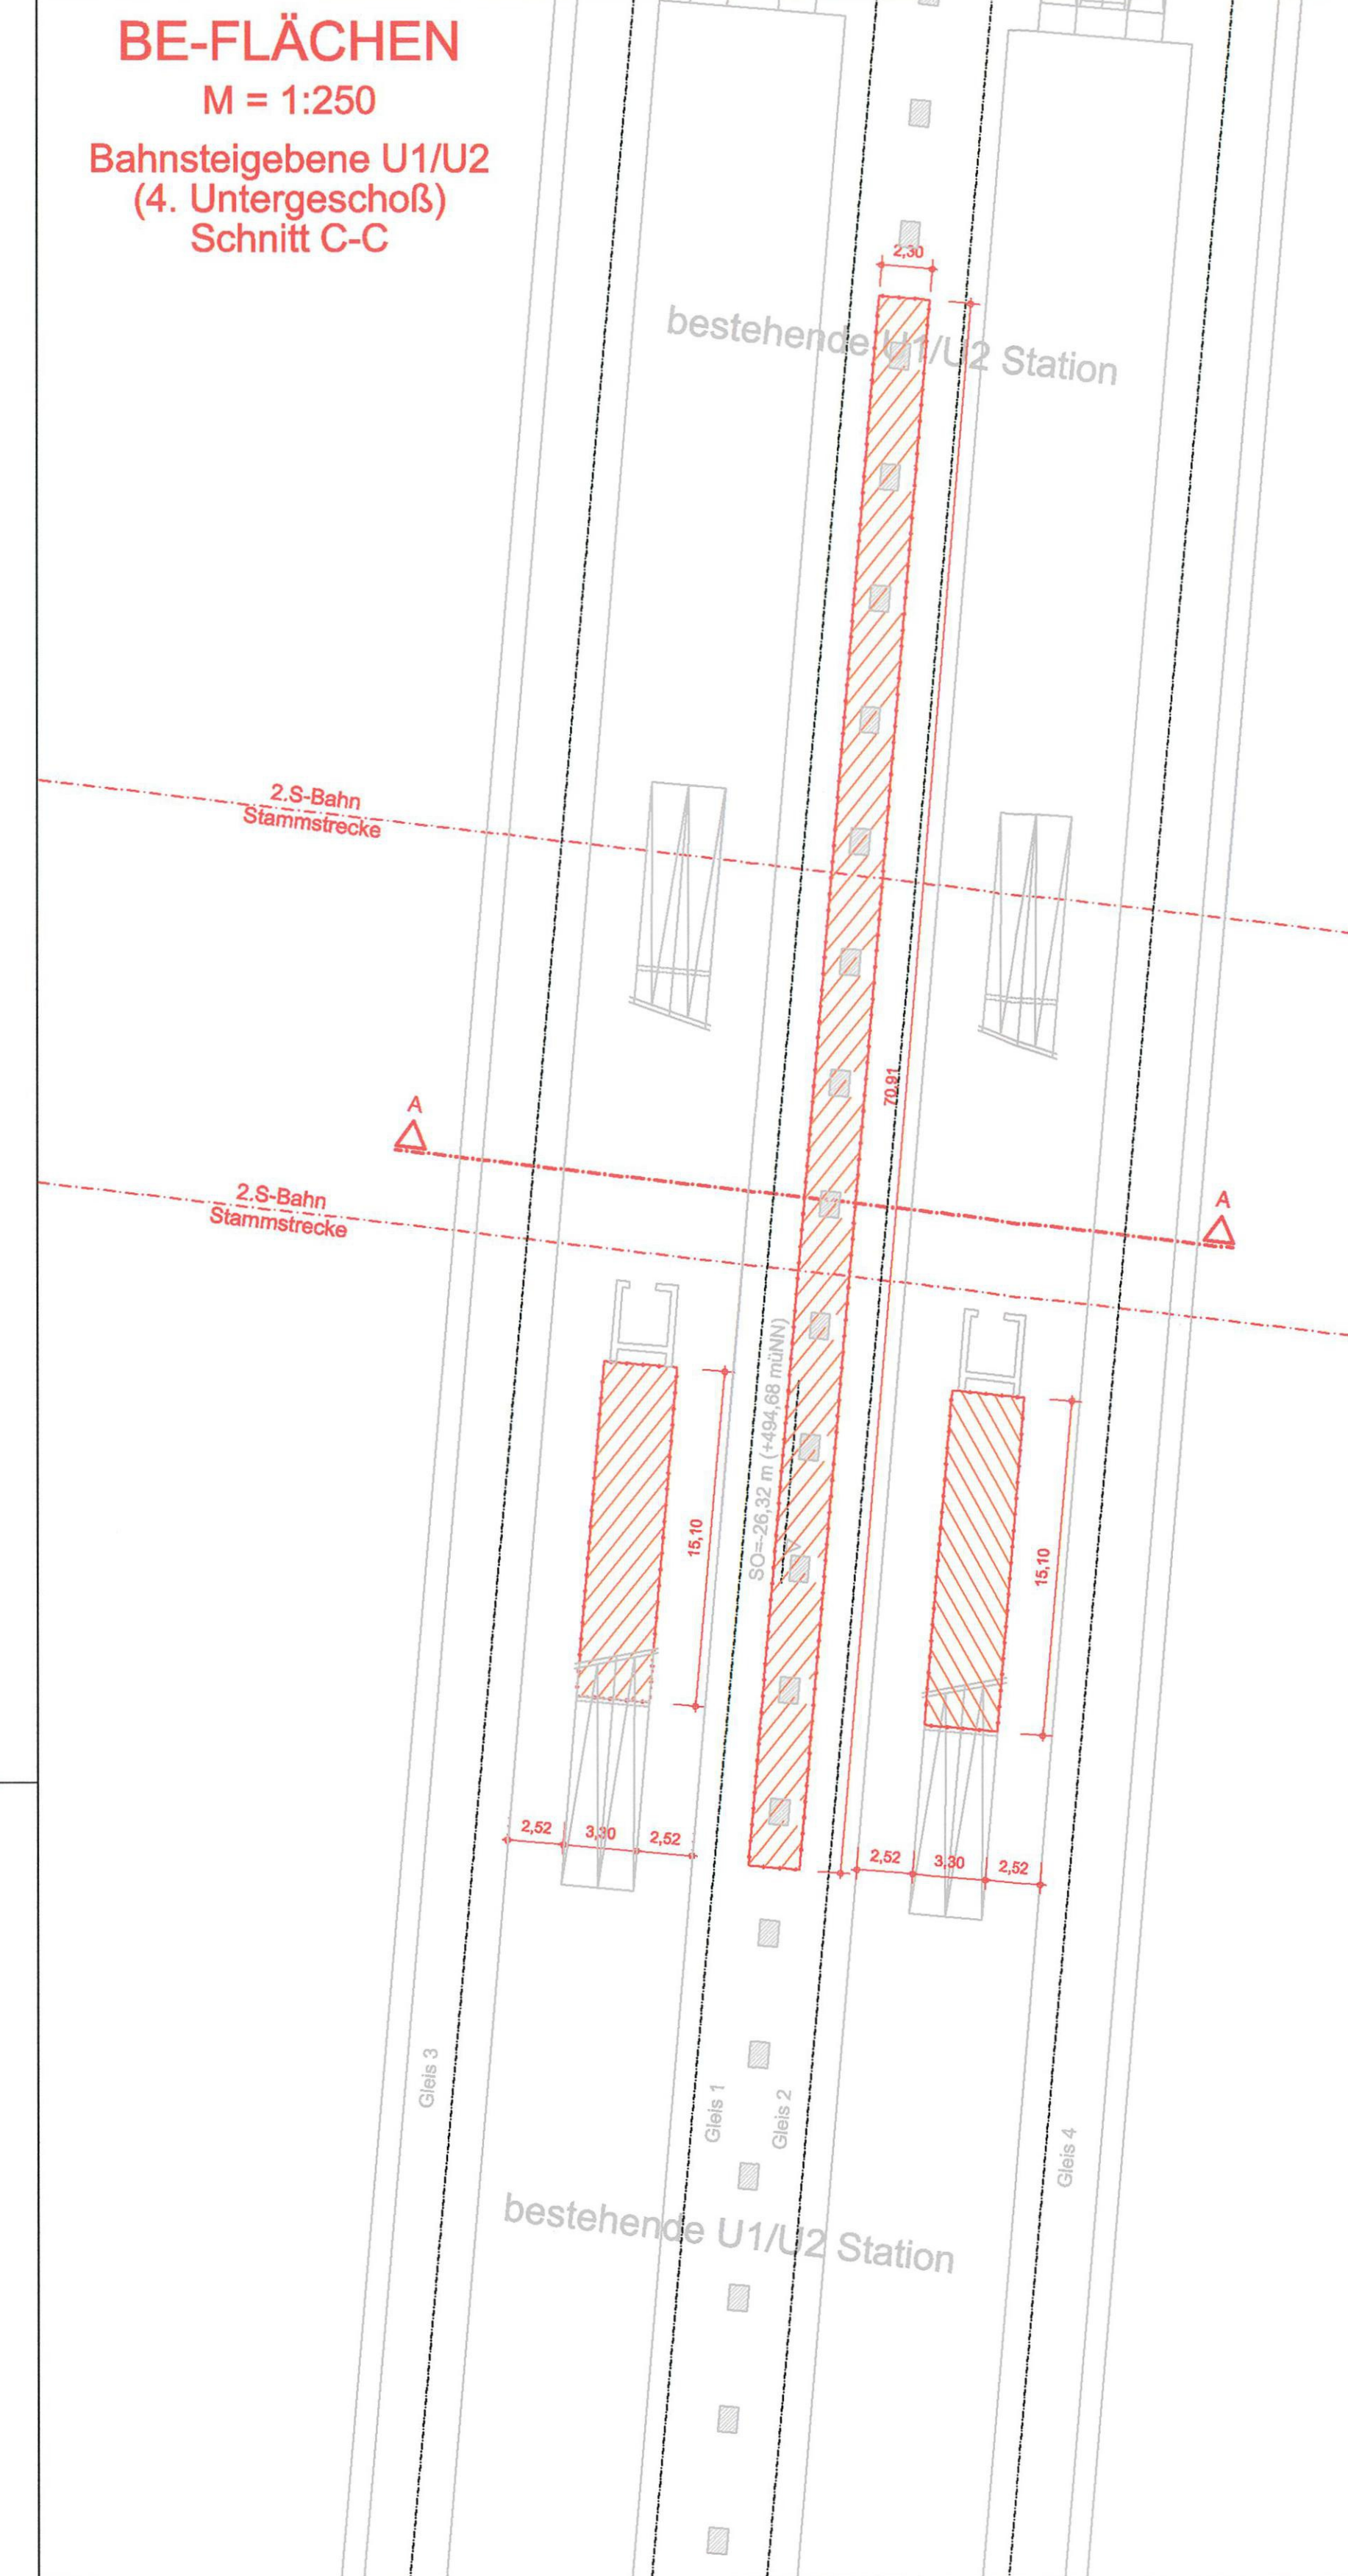 BE-FLÄCHEN
M = 1:250
Bahnsteigebene U1/U2
(4. Untergeschoß)
Schnitt C-C
2,30
bestehende U1/U2 Station
2.S-Bahn
Stammstrecke
70,91
A
A
2.S-Bahn
Stammstrecke
SO=-26,32 m (+494,68 müNN)
15,10
15,10
2,52
3,30
2,52
2,52
3,30
2,52
Gleis 3
Gleis 1
Gleis 2
Gleis 4
bestehende U1/U2 Station